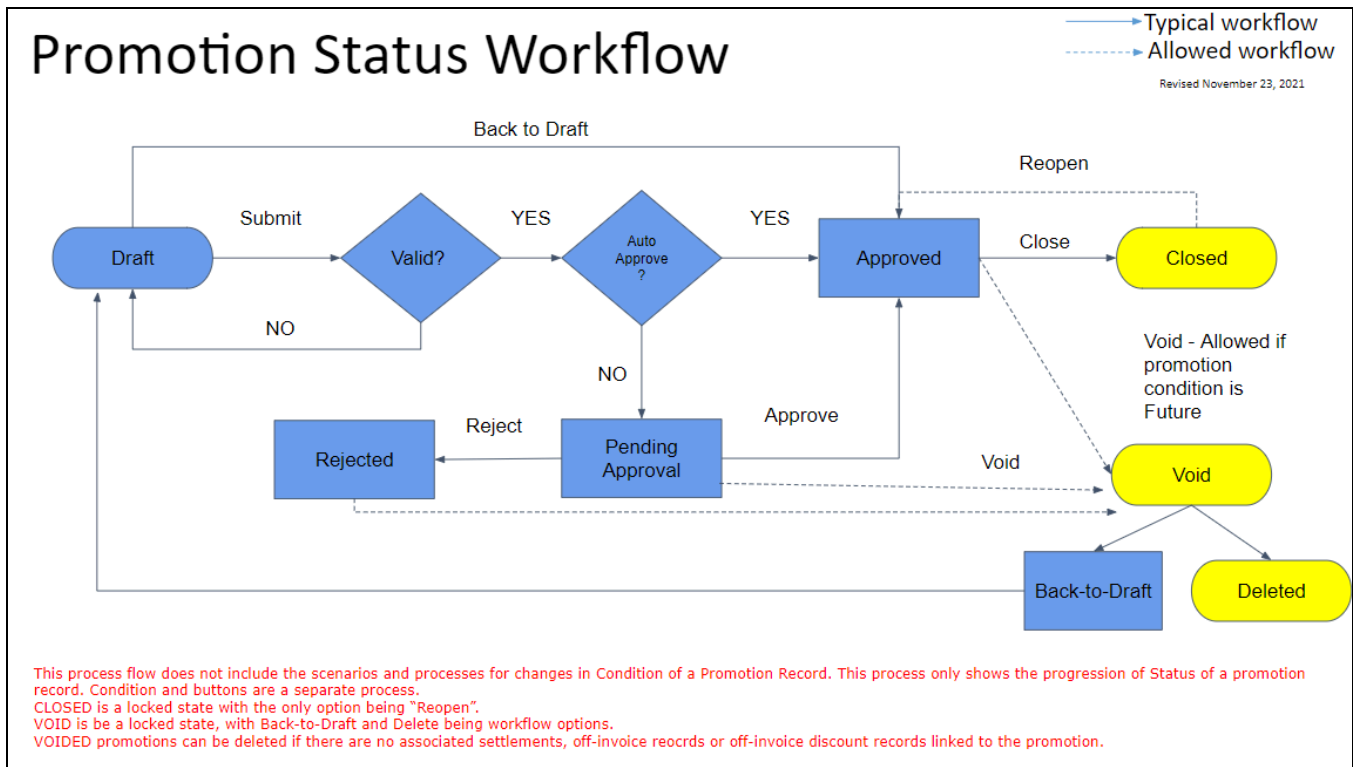 Promotion Status Workflow
Typical workflow
Allowed workflow
Revised November 23, 2021
Back to Draft
Reopen
Submit
YES
YES
Draft
Valid?
Auto
Approve
?
Approved
Close
Closed
NO
Void - Allowed if
promotion
condition is
Future
NO
Reject
Approve
Rejected
Pending
Approval
Void
Void
Back-to-Draft
Deleted
This process flow does not include the scenarios and processes for changes in Condition of a Promotion Record. This process only shows the progression of Status of a promotion
record. Condition and buttons are a separate process.
CLOSED is a locked state with the only option being “Reopen”.
VOID is be a locked state, with Back-to-Draft and Delete being workflow options.
VOIDED promotions can be deleted if there are no associated settlements, off-invoice reocrds or off-invoice discount records linked to the promotion.